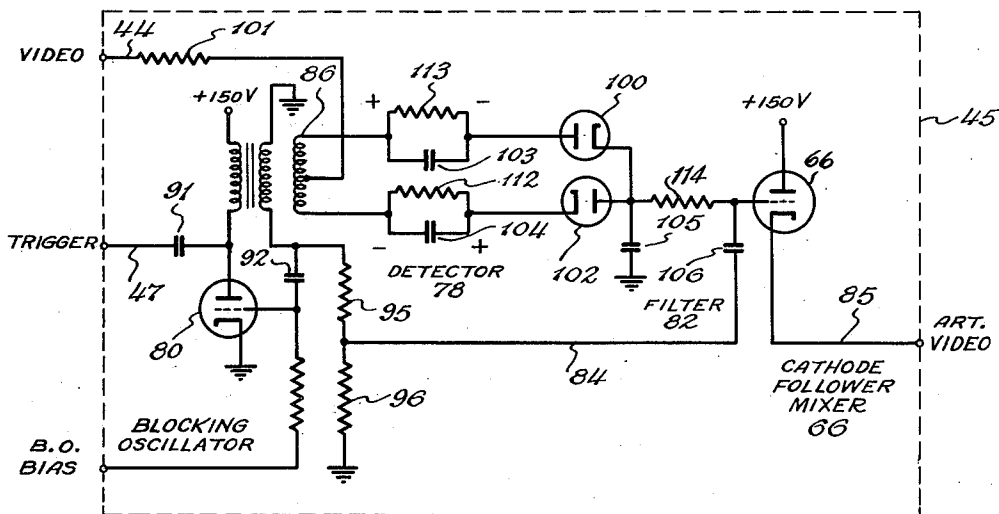 44
101
VIDEO
86
113
100
+150V
+
-
+150V
45
103
66
112
114
91
TRIGGER
-
104
+
102
105
106
47
92
DETECTOR
78
95
FILTER
82
85
80
84
ART.
VIDEO
CATHODE
FOLLOWER
MIXER
66
96
BLOCKING
OSCILLATOR
B.O.
BIAS